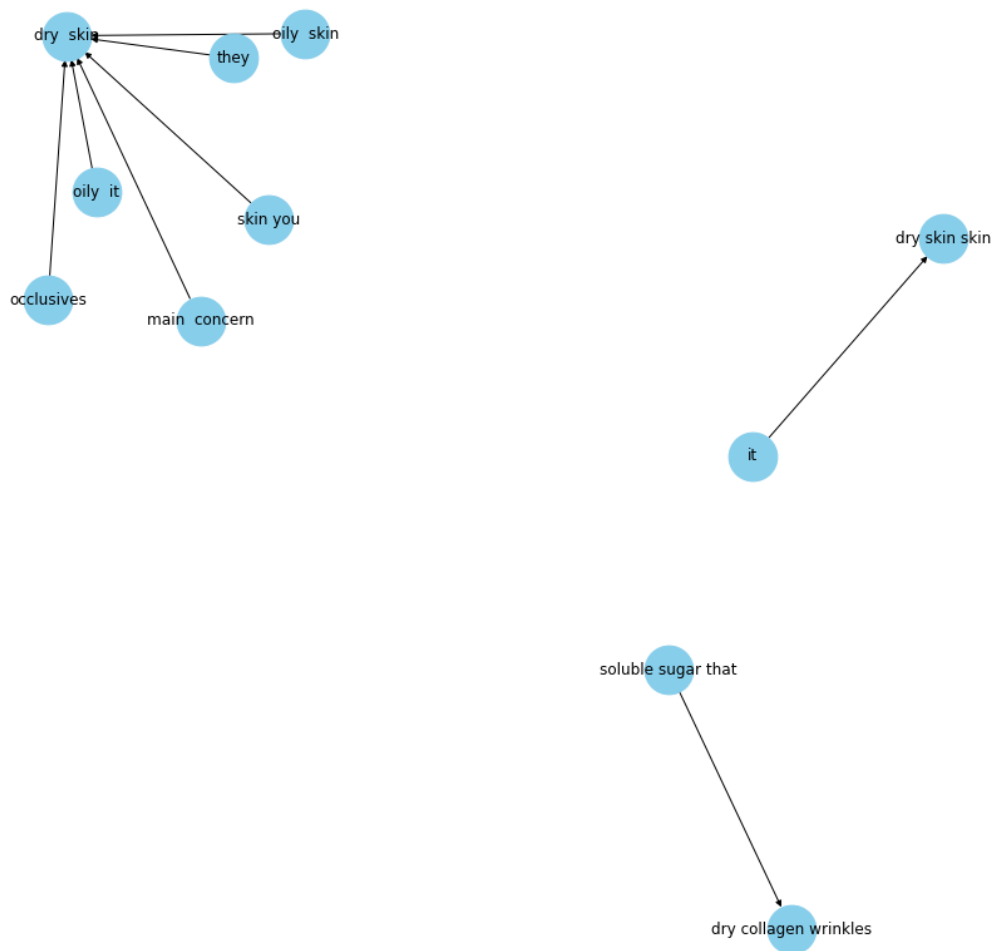 dry  skin
oily  skin
they
oily  it
skin you
dry skin skin
occlusives
main  concern
it
soluble sugar that
dry collagen wrinkles